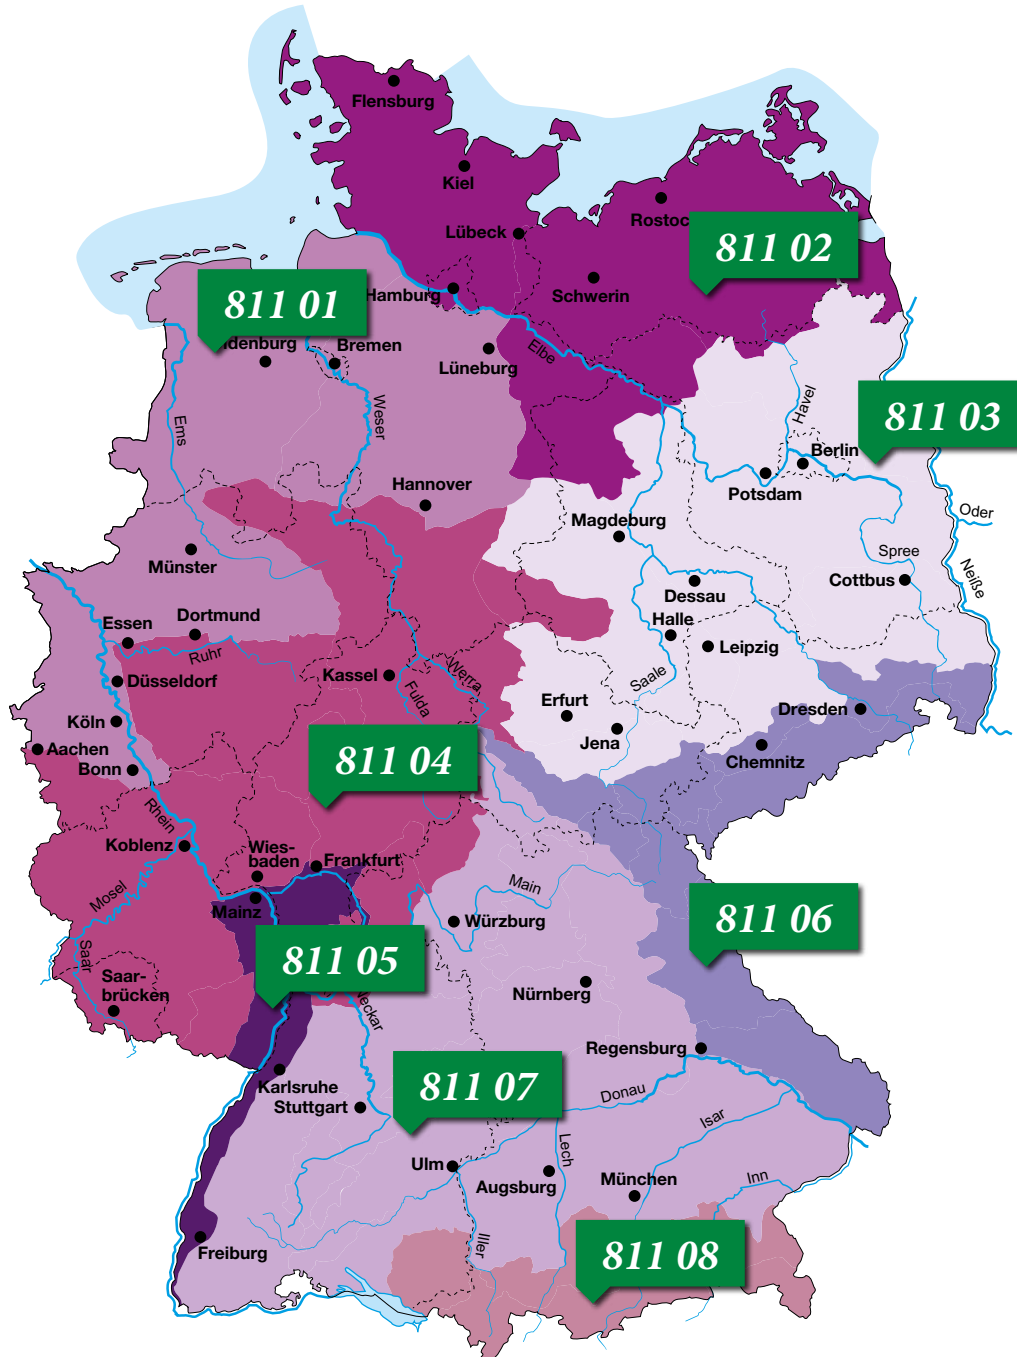 Flensburg
Kiel
Rostoc
Lübeck
811 02
Hamburg
Schwerin
811 01
denburg
Bremen
Lüneburg
Elbe
Havel
811 03
Weser
Ems
Berlin
Hannover
Potsdam
Magdeburg
Oder
Spree
Münster
Cottbus
Neiße
Dessau
Essen
Dortmund
Halle
Leipzig
Ruhr
Kassel
Werra
Düsseldorf
Fulda
Saale
Erfurt
Dresden
Köln
Jena
Aachen
811 04
Chemnitz
Bonn
Rhein
Koblenz
Wies-
baden
Frankfurt
Mosel
Main
Mainz
Würzburg
811 06
Saar
811 05
Saar-
brücken
Neckar
Nürnberg
Regensburg
Karlsruhe
Stuttgart
811 07
Donau
Isar
Lech
Ulm
Augsburg
München
Inn
Iller
Freiburg
811 08